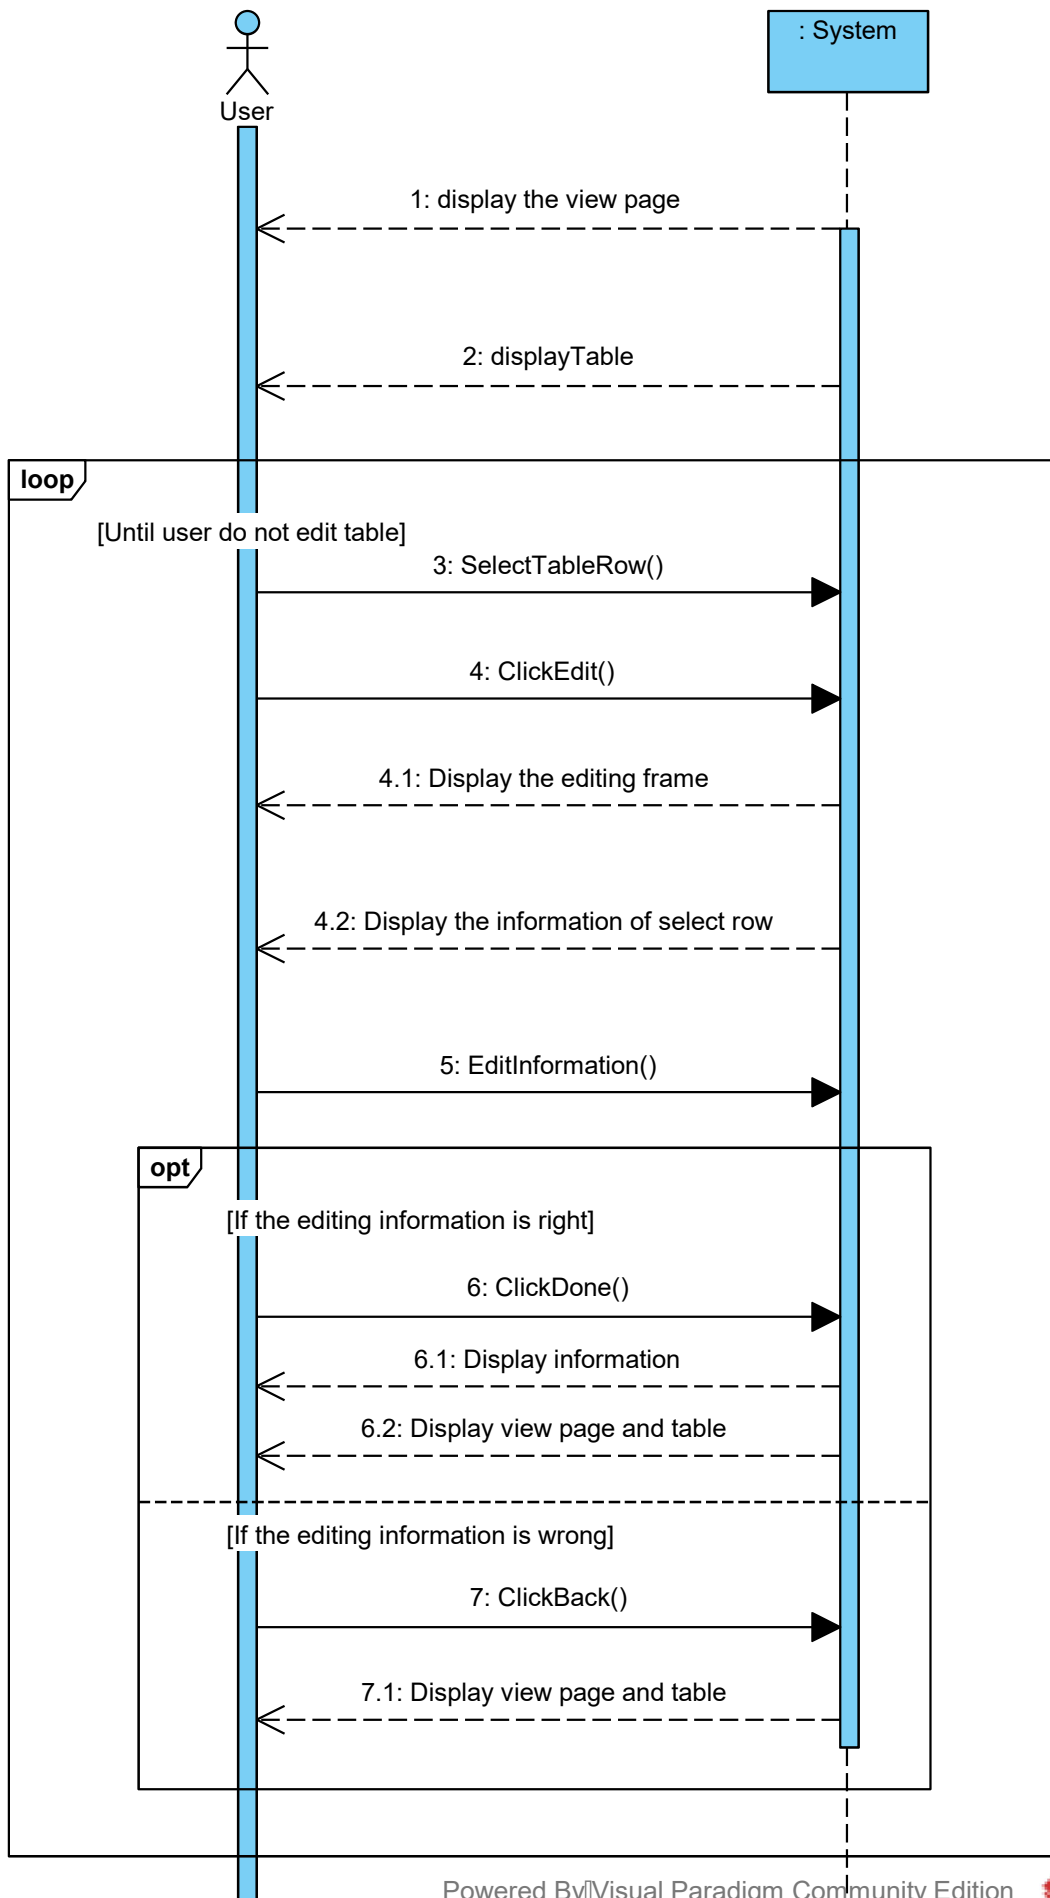 : System
User
1: display the view page
2: displayTable
loop
[Until user do not edit table]
3: SelectTableRow()
4: ClickEdit()
4.1: Display the editing frame
4.2: Display the information of select row
5: EditInformation()
opt
[If the editing information is right]
6: ClickDone()
6.1: Display information
6.2: Display view page and table
[If the editing information is wrong]
7: ClickBack()
7.1: Display view page and table
Powered By Visual Paradigm Community Edition